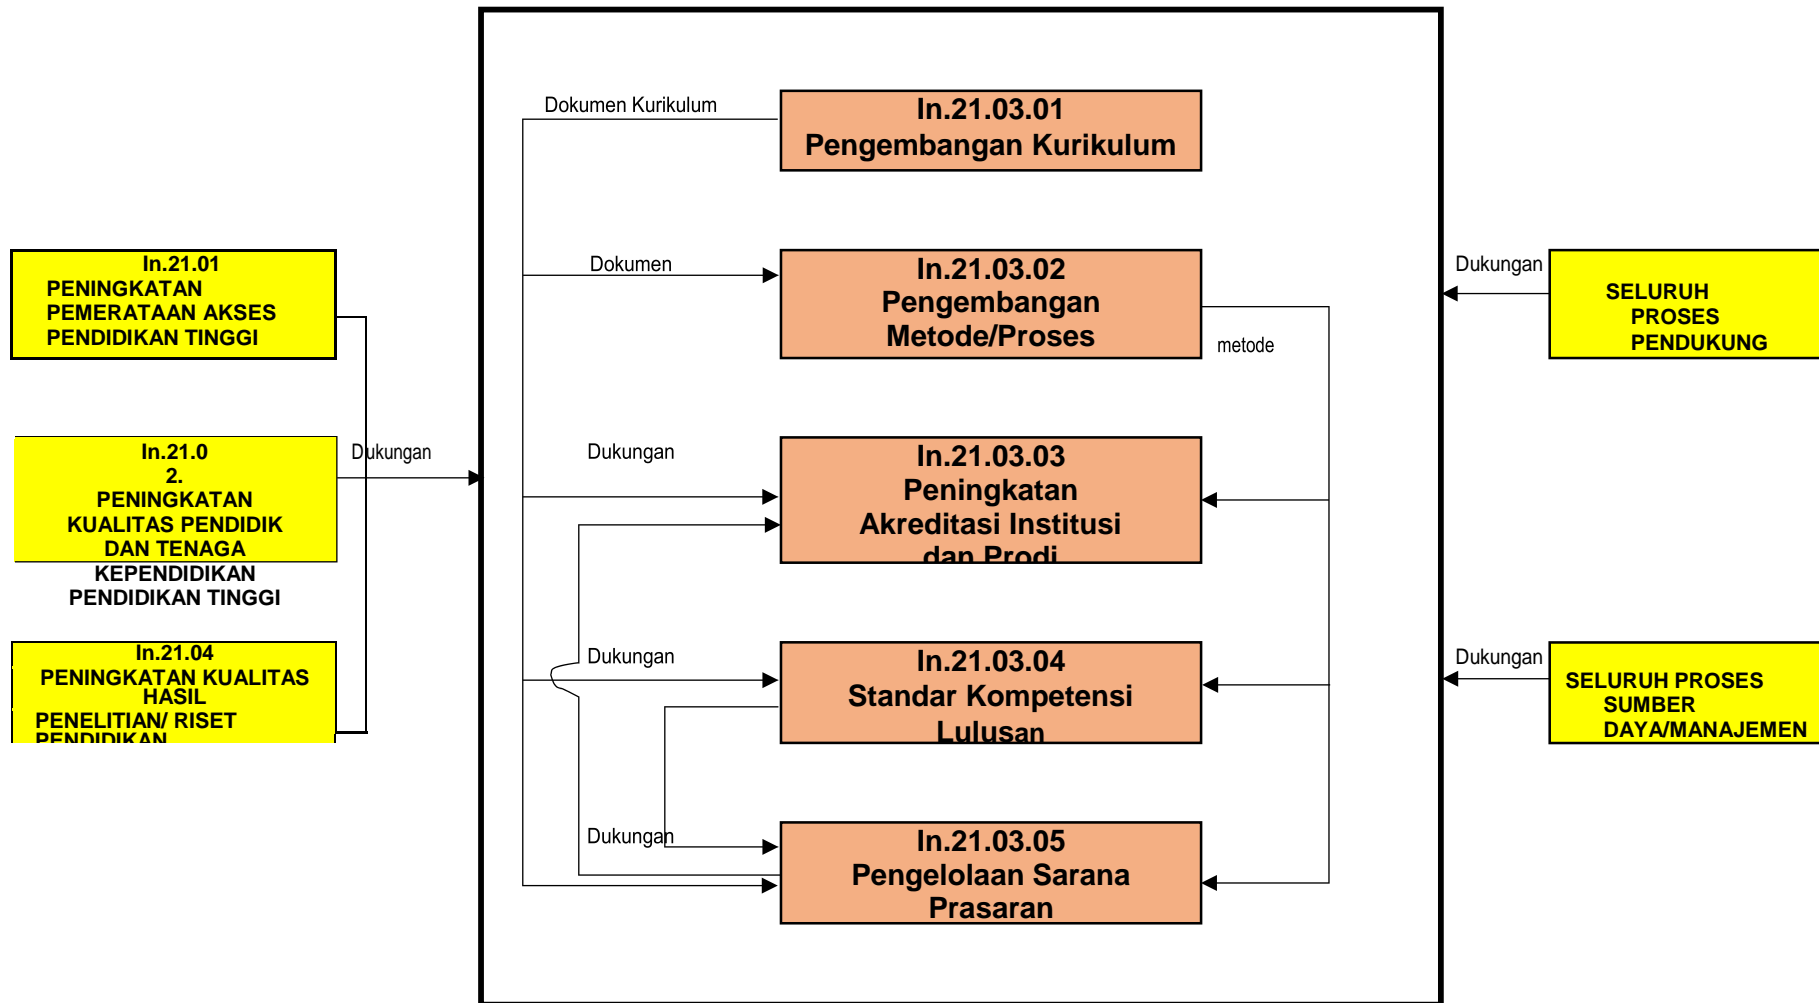 Dokumen Kurikulum
In.21.03.01
Pengembangan Kurikulum
In.21.01
PENINGKATAN
PEMERATAAN AKSES
PENDIDIKAN TINGGI
Dokumen
In.21.03.02
Pengembangan
Metode/Proses
metode
Dukungan
SELURUH
PROSES
PENDUKUNG
In.21.0
2.
PENINGKATAN
KUALITAS PENDIDIK
DAN TENAGA
KEPENDIDIKAN
PENDIDIKAN TINGGI
Dukungan
Dukungan
In.21.03.03
Peningkatan
Akreditasi Institusi
dan Prodi
In.21.04
PENINGKATAN KUALITAS
HASIL
PENELITIAN/ RISET
PENDIDIKAN
Dukungan
In.21.03.04
Standar Kompetensi
Lulusan
Dukungan
SELURUH PROSES
SUMBER
DAYA/MANAJEMEN
Dukungan
In.21.03.05
Pengelolaan Sarana
Prasaran